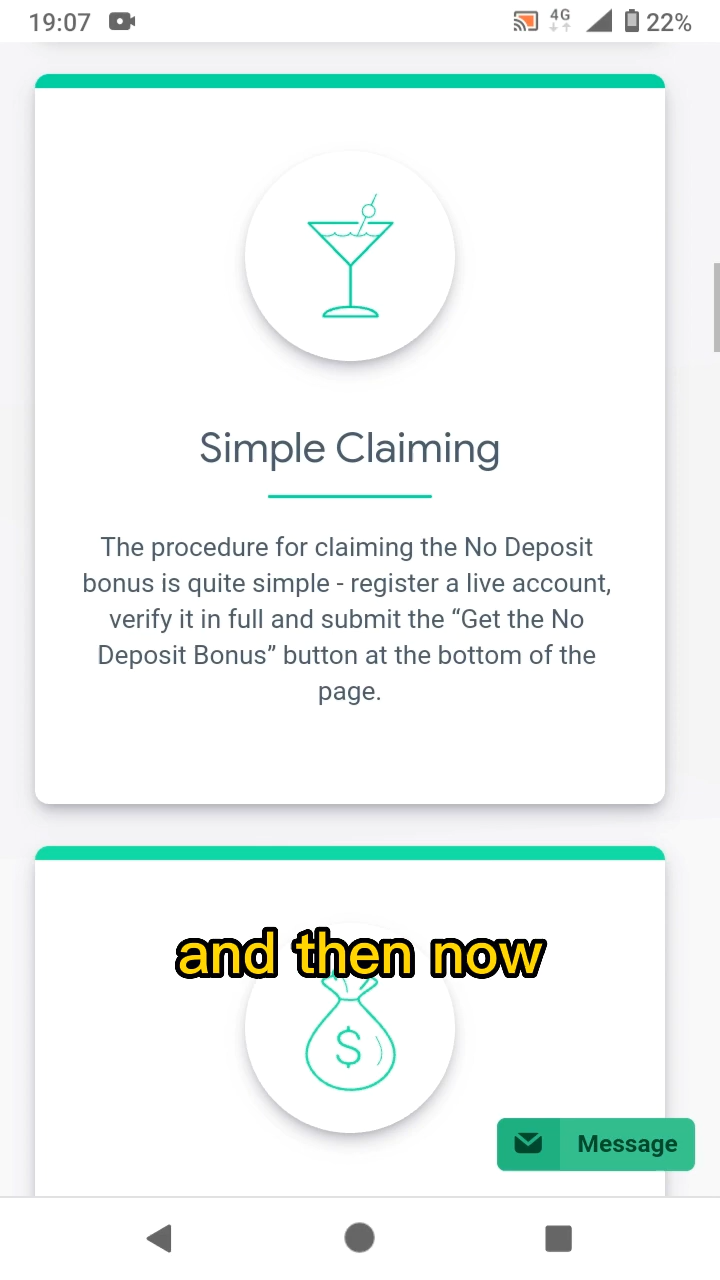 19:07
4G
22%
Simple Claiming
The procedure for claiming the No Deposit
bonus is quite simple - register a live account,
verify it in full and submit the “Get the No
Deposit Bonus” button at the bottom of the
page.
and then now
$
Message